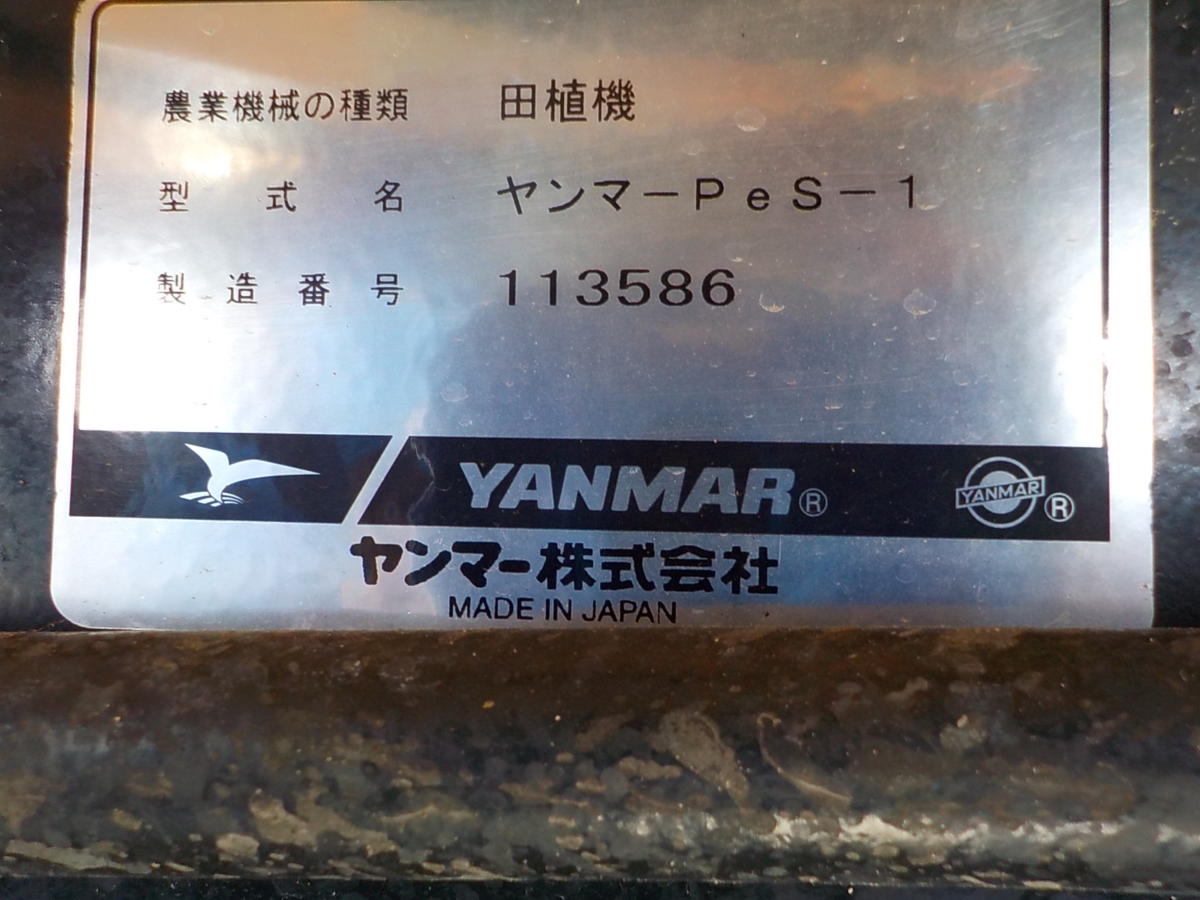 農業機械の種類 田植機
型式名 ヤンマーPeS-1
製造番号 113586
YANMAR® YANMAR®
ヤンマー株式会社
MADE IN JAPAN